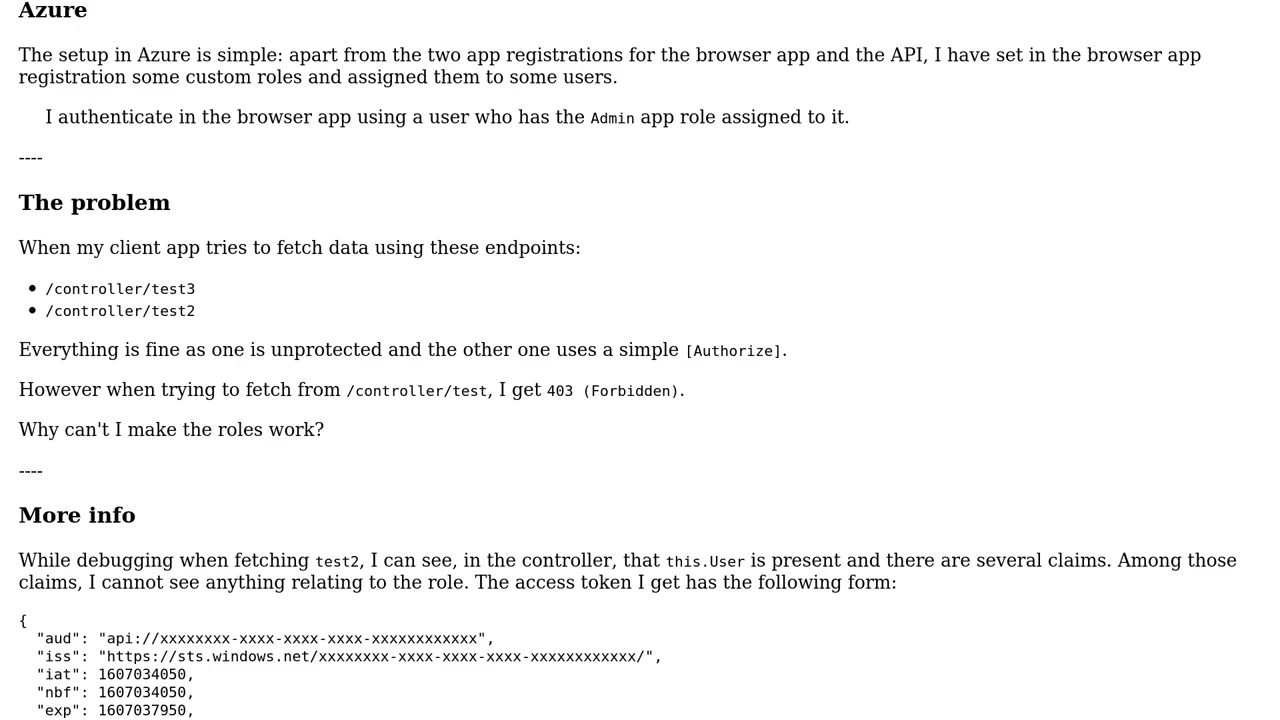 Azure
The setup in Azure is simple: apart from the two app registrations for the browser app and the API, I have set in the browser app
registration some custom roles and assigned them to some users.
I authenticate in the browser app using a user who has the Admin app role assigned to it.
----
The problem
When my client app tries to fetch data using these endpoints:
• /controller/test3
• /controller/test2
Everything is fine as one is unprotected and the other one uses a simple [Authorize].
However when trying to fetch from /controller/test, I get 403 (Forbidden).
Why can't I make the roles work?
----
More info
While debugging when fetching test2, I can see, in the controller, that this.User is present and there are several claims. Among those
claims, I cannot see anything relating to the role. The access token I get has the following form:
{
  "aud": "api://xxxxxxxx-xxxx-xxxx-xxxx-xxxxxxxxxxxx",
  "iss": "https://sts.windows.net/xxxxxxxx-xxxx-xxxx-xxxx-xxxxxxxxxxxx/",
  "iat": 1607034050,
  "nbf": 1607034050,
  "exp": 1607037950,